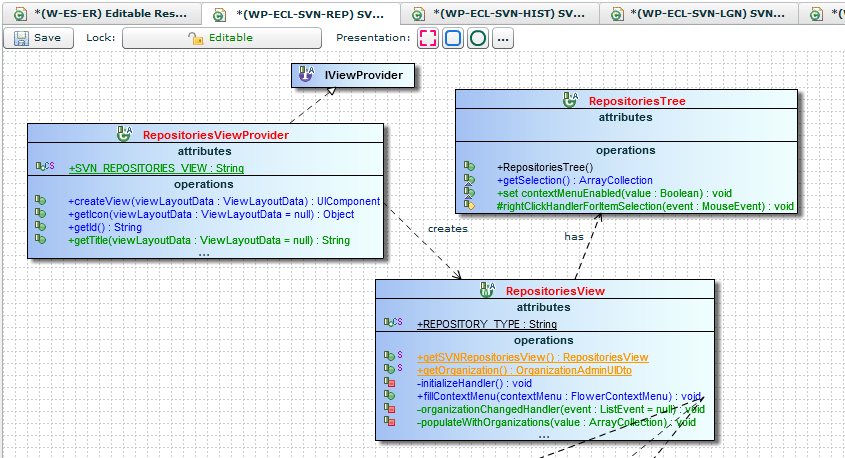 *(W-ES-ER) Editable Res...
*(WP-ECL-SVN-REP) SV...
*(WP-ECL-SVN-HIST) SV...
*(WP-ECL-SVN-LGN) SVN...
*(
Save
Lock:
Editable
Presentation:
...
IViewProvider
RepositoriesTree
attributes
operations
+RepositoriesTree()
+getSelection() : ArrayCollection
+set contextMenuEnabled(value : Boolean) : void
#rightClickHandlerForItemSelection(event : MouseEvent) : void
RepositoriesViewProvider
attributes
+SVN_REPOSITORIES_VIEW : String
operations
+createView(viewLayoutData : ViewLayoutData) : UIComponent
+getIcon(viewLayoutData : ViewLayoutData = null) : Object
+getId() : String
+getTitle(viewLayoutData : ViewLayoutData = null) : String
...
creates
has
RepositoriesView
attributes
+REPOSITORY_TYPE : String
operations
+getSVNRepositoriesView() : RepositoriesView
+getOrganization() : OrganizationAdminUIDto
-initializeHandler() : void
+fillContextMenu(contextMenu : FlowerContextMenu) : void
-organizationChangedHandler(event : ListEvent = null) : void
-populateWithOrganizations(value : ArrayCollection) : void
...